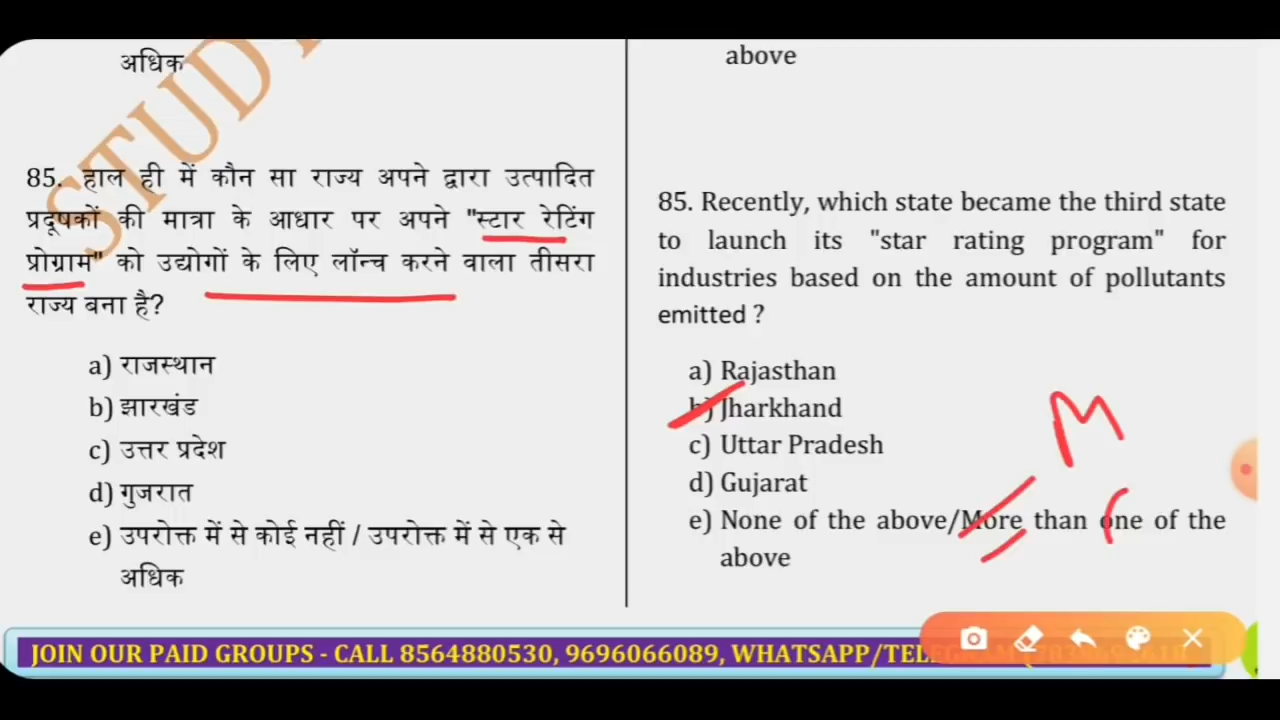 अधिक
STUD
85. हाल ही में कौन सा राज्य अपने द्वारा उत्पादित
प्रदूषकों की मात्रा के आधार पर अपने "स्टार रेटिंग
प्रोग्राम" को उद्योगों के लिए लॉन्च करने वाला तीसरा
राज्य बना है?
a) राजस्थान
b) झारखंड
c) उत्तर प्रदेश
d) गुजरात
e) उपरोक्त में से कोई नहीं / उपरोक्त में से एक से
अधिक
above
85. Recently, which state became the third state
to launch its "star rating program" for
industries based on the amount of pollutants
emitted ?
a) Rajasthan
b) Jharkhand
c) Uttar Pradesh
d) Gujarat
e) None of the above/More than one of the
above
M
JOIN OUR PAID GROUPS - CALL 8564880530, 9696066089, WHATSAPP/TELEGRAM